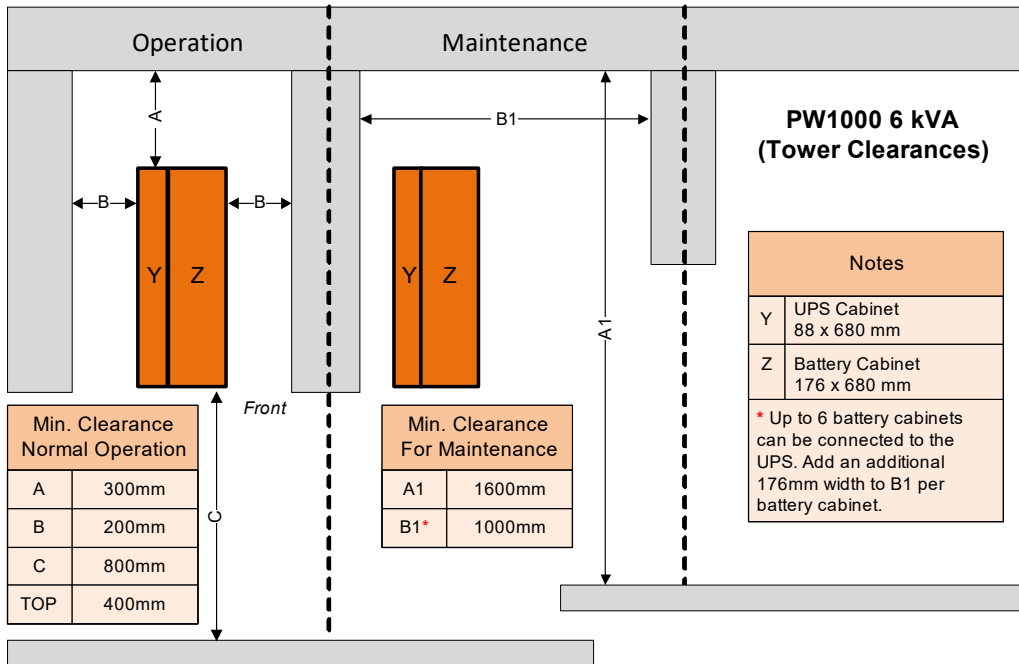 Operation
Maintenance
A
B1
PW1000 6 kVA
(Tower Clearances)
B
B
Y
Z
Y
Z
A1
Notes
Y
UPS Cabinet
88 x 680 mm
Z
Battery Cabinet
176 x 680 mm
* Up to 6 battery cabinets
can be connected to the
UPS. Add an additional
176mm width to B1 per
battery cabinet.
Front
C
Min. Clearance
Normal Operation
A 300mm
B 200mm
C 800mm
TOP 400mm
Min. Clearance
For Maintenance
A1 1600mm
B1* 1000mm